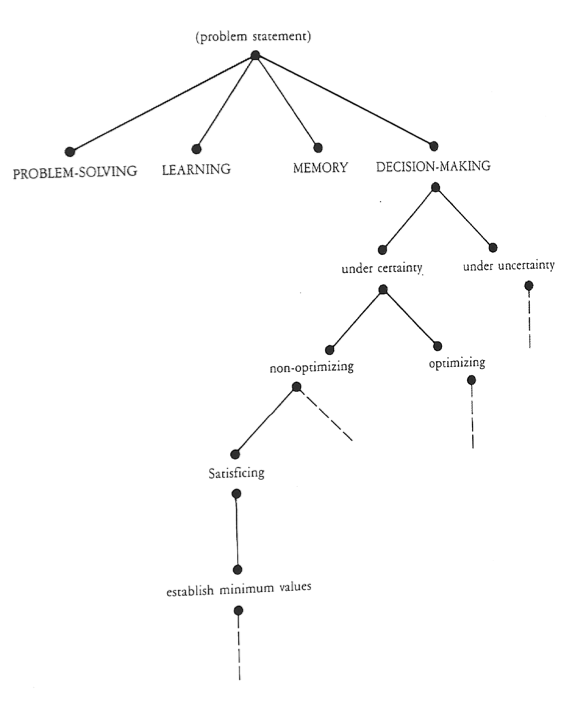 (problem statement)
PROBLEM-SOLVING LEARNING MEMORY DECISION-MAKING
under certainty under uncertainty
non-optimizing optimizing
Satisficing
establish minimum values